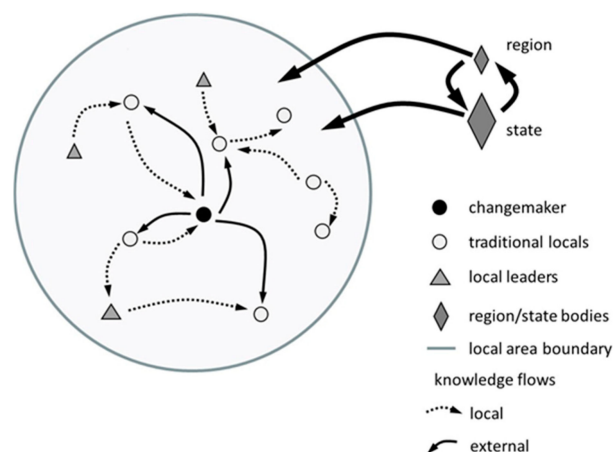 region
state
changemaker
traditional locals
local leaders
region/state bodies
local area boundary
knowledge flows
local
external